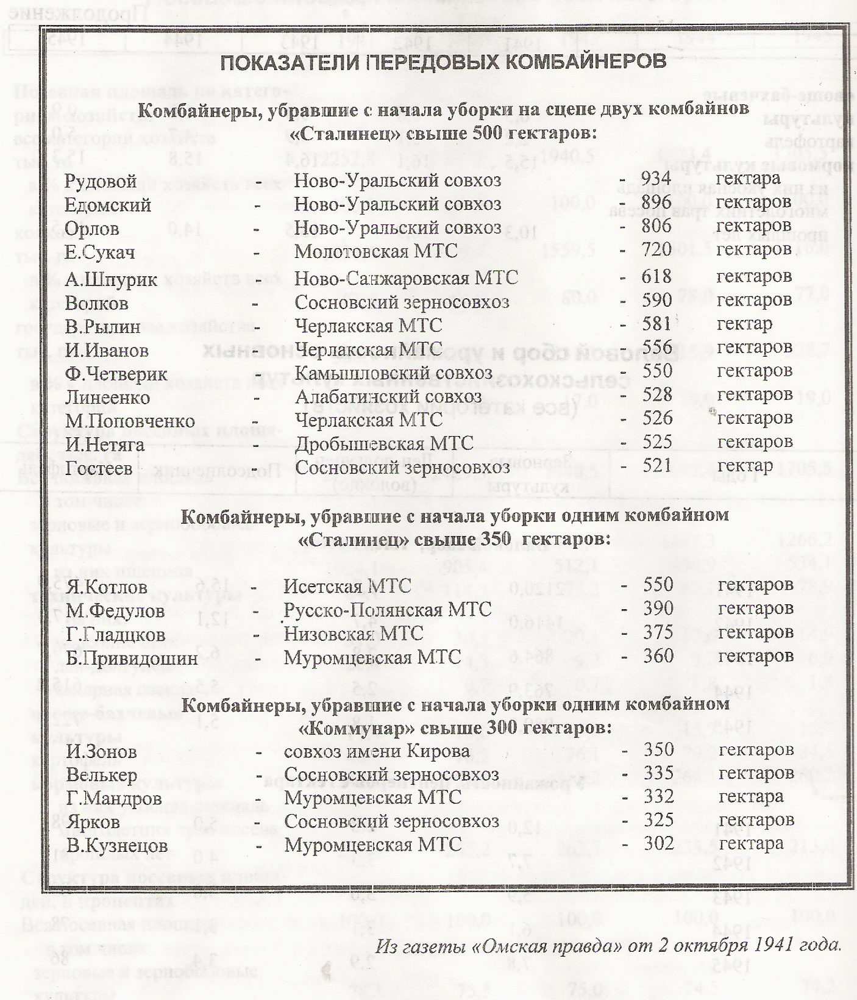 ПОКАЗАТЕЛИ ПЕРЕДОВЫХ КОМБАЙНЕРОВ
Комбайнеры, убравшие с начала уборки на сцепе двух комбайнов
«Сталинец» свыше 500 гектаров:
Рудовой - Ново-Уральский совхоз - 934 гектара
Едомский - Ново-Уральский совхоз - 896 гектаров
Орлов - Ново-Уральский совхоз - 806 гектаров
Е.Сукач - Молотовская МТС - 720 гектаров
А.Шпурик - Ново-Санжаровская МТС - 618 гектаров
Волков - Сосновский зерносовхоз - 590 гектаров
В.Рылин - Черлакская МТС - 581 гектар
И.Иванов - Черлакская МТС - 556 гектаров
Ф.Четверик - Камышловский совхоз - 550 гектаров
Линеенко - Алабатинский совхоз - 528 гектаров
М.Поповченко - Черлакская МТС - 526 гектаров
И.Нетяга - Дробышевская МТС - 525 гектаров
Гостеев - Сосновский зерносовхоз - 521 гектар
Комбайнеры, убравшие с начала уборки одним комбайном
«Сталинец» свыше 350 гектаров:
Я.Котлов - Исетская МТС - 550 гектаров
М.Федулов - Русско-Полянская МТС - 390 гектаров
Г.Гладцков - Низовская МТС - 375 гектаров
Б.Привидошин - Муромцевская МТС - 360 гектаров
Комбайнеры, убравшие с начала уборки одним комбайном
«Коммунар» свыше 300 гектаров:
И.Зонов - совхоз имени Кирова - 350 гектаров
Велькер - Сосновский зерносовхоз - 335 гектаров
Г.Мандров - Муромцевская МТС - 332 гектара
Ярков - Сосновский зерносовхоз - 325 гектаров
В.Кузнецов - Муромцевская МТС - 302 гектара
Из газеты «Омская правда» от 2 октября 1941 года.